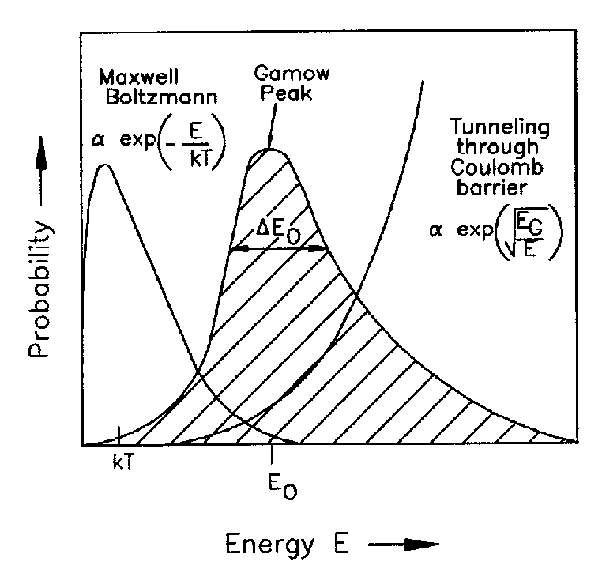 Maxwell
Boltzmann
α exp(-E/kT)
Gamow
Peak
Tunneling
through
Coulomb
barrier
α exp(√EG/E)
ΔE0
Probability
kT
E0
Energy E